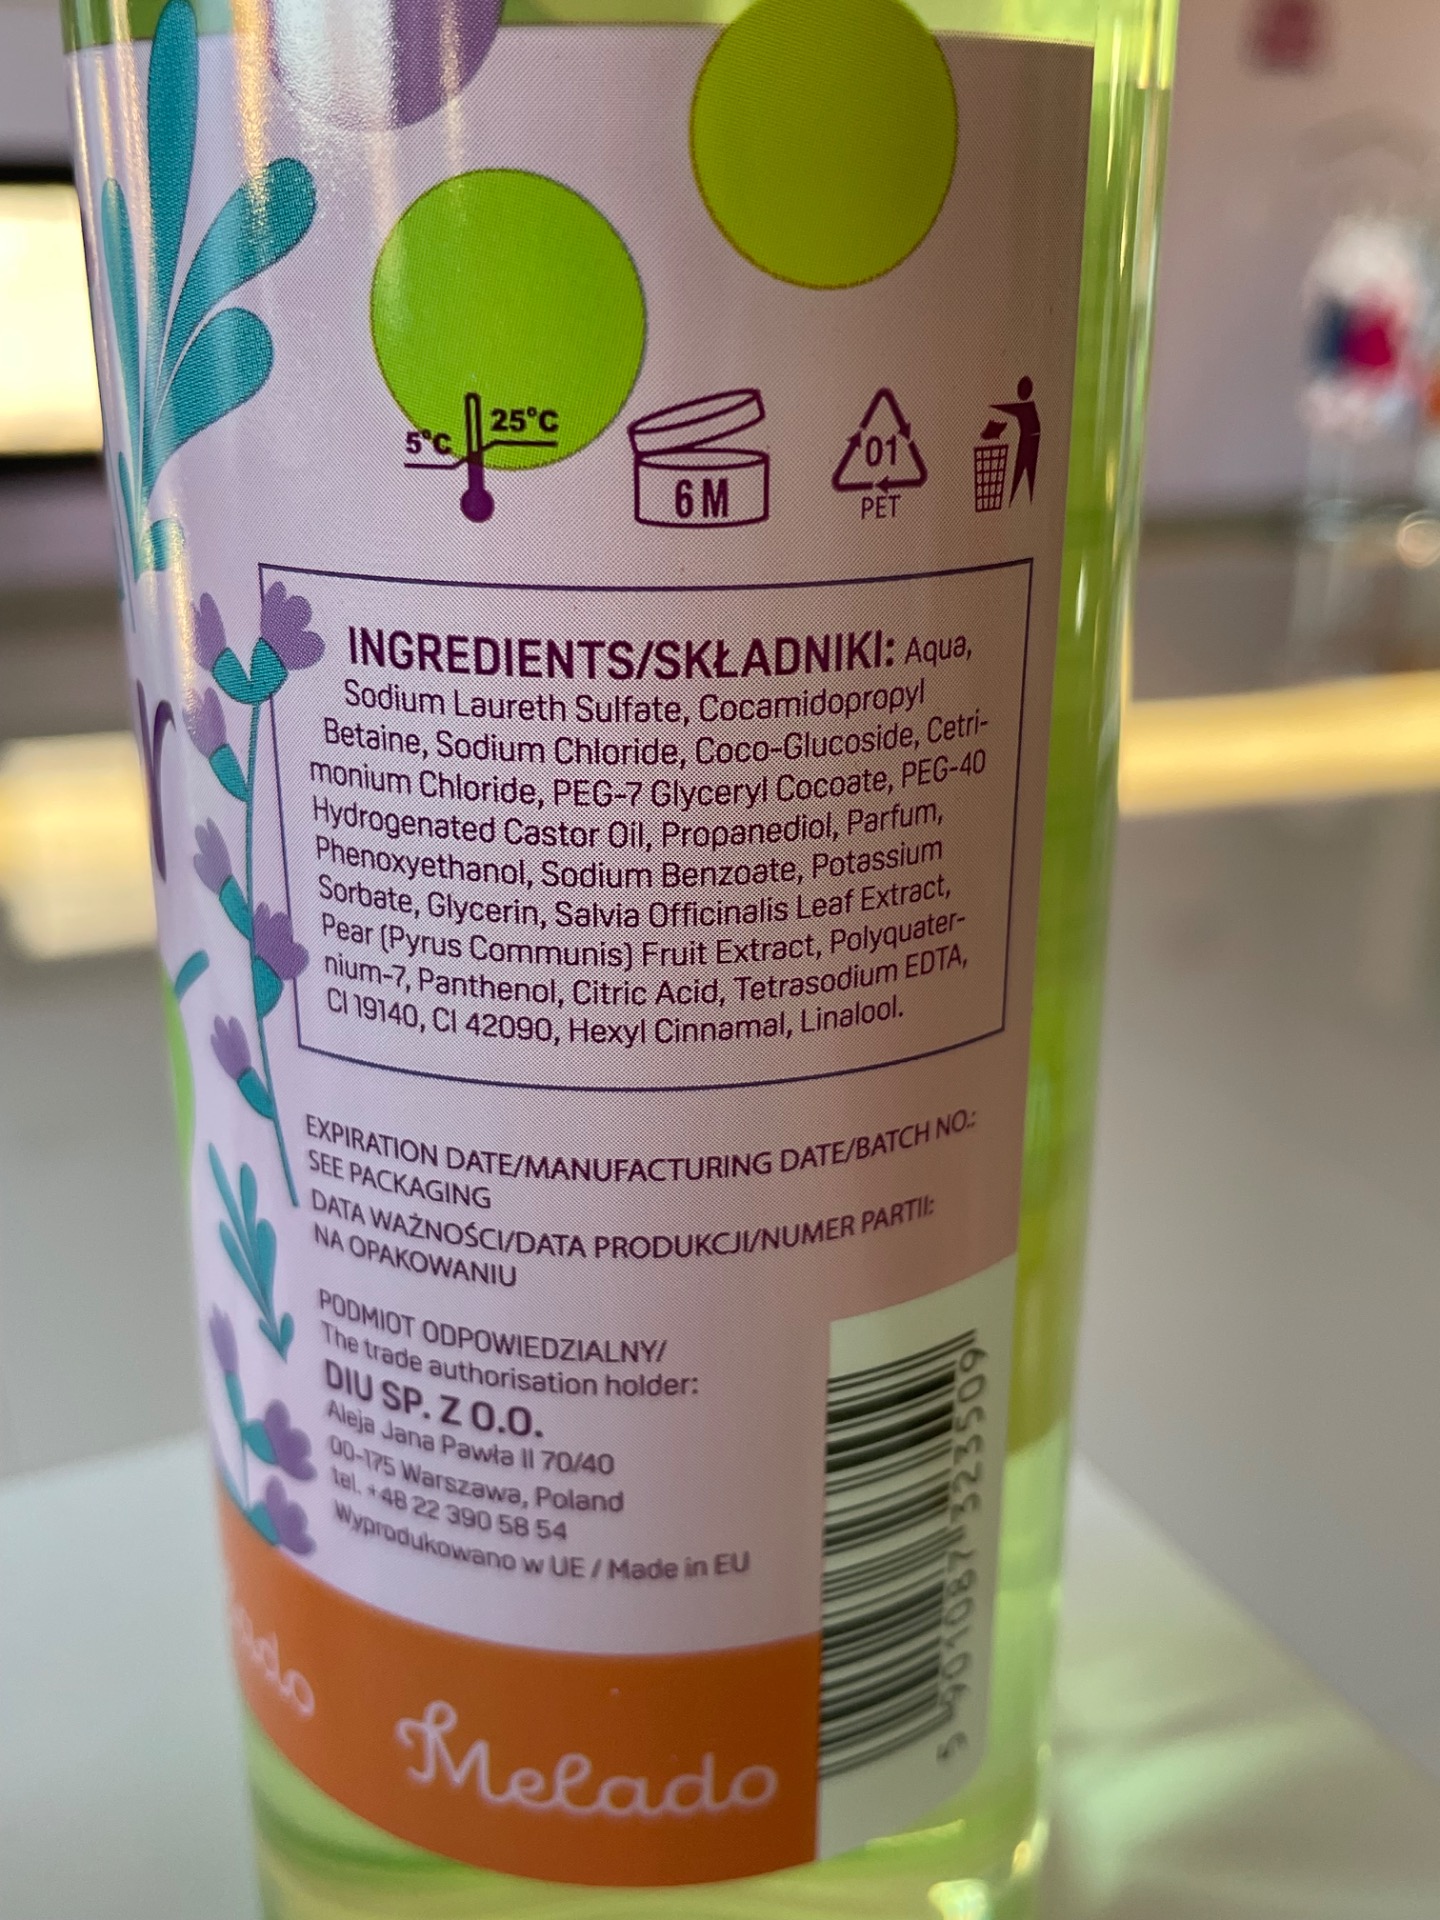 5°C
25°C
6M
01
PET
INGREDIENTS/SKŁADNIKI: Aqua,
Sodium Laureth Sulfate, Cocamidopropyl
Betaine, Sodium Chloride, Coco-Glucoside, Cetri-
monium Chloride, PEG-7 Glyceryl Cocoate, PEG-40
Hydrogenated Castor Oil, Propanediol, Parfum,
Phenoxyethanol, Sodium Benzoate, Potassium
Sorbate, Glycerin, Salvia Officinalis Leaf Extract,
Pear (Pyrus Communis) Fruit Extract, Polyquater-
nium-7, Panthenol, Citric Acid, Tetrasodium EDTA,
CI 19140, CI 42090, Hexyl Cinnamal, Linalool.
EXPIRATION DATE/MANUFACTURING DATE/BATCH NO.:
SEE PACKAGING
DATA WAŻNOŚCI/DATA PRODUKCJI/NUMER PARTII:
NA OPAKOWANIU
PODMIOT ODPOWIEDZIALNY/
The trade authorisation holder:
DIU SP. Z O.O.
Aleja Jana Pawła II 70/40
00-175 Warszawa, Poland
tel. +48 22 390 58 54
Wyprodukowano w UE / Made in EU
5 901087 323509
Melado